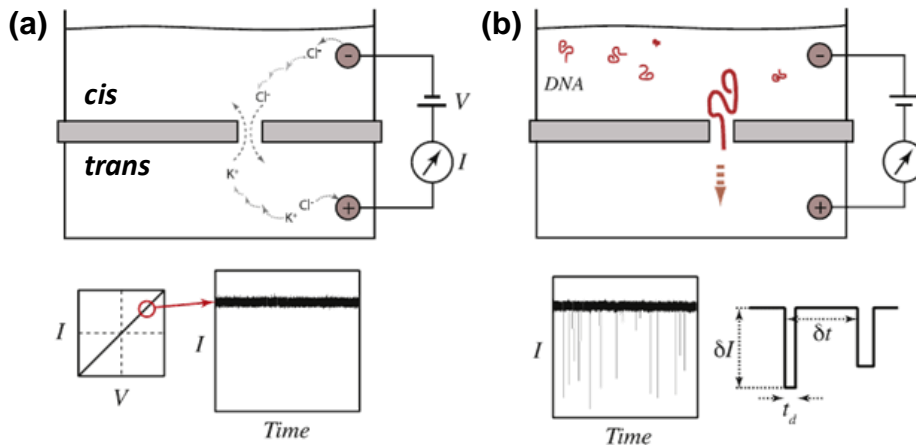 (a)
Cl⁻
Cl⁻
cis
trans
K⁺
K⁺
Cl⁻
-
+
V
I
I
V
I
Time
(b)
DNA
-
+
I
Time
δI
δt
t_d